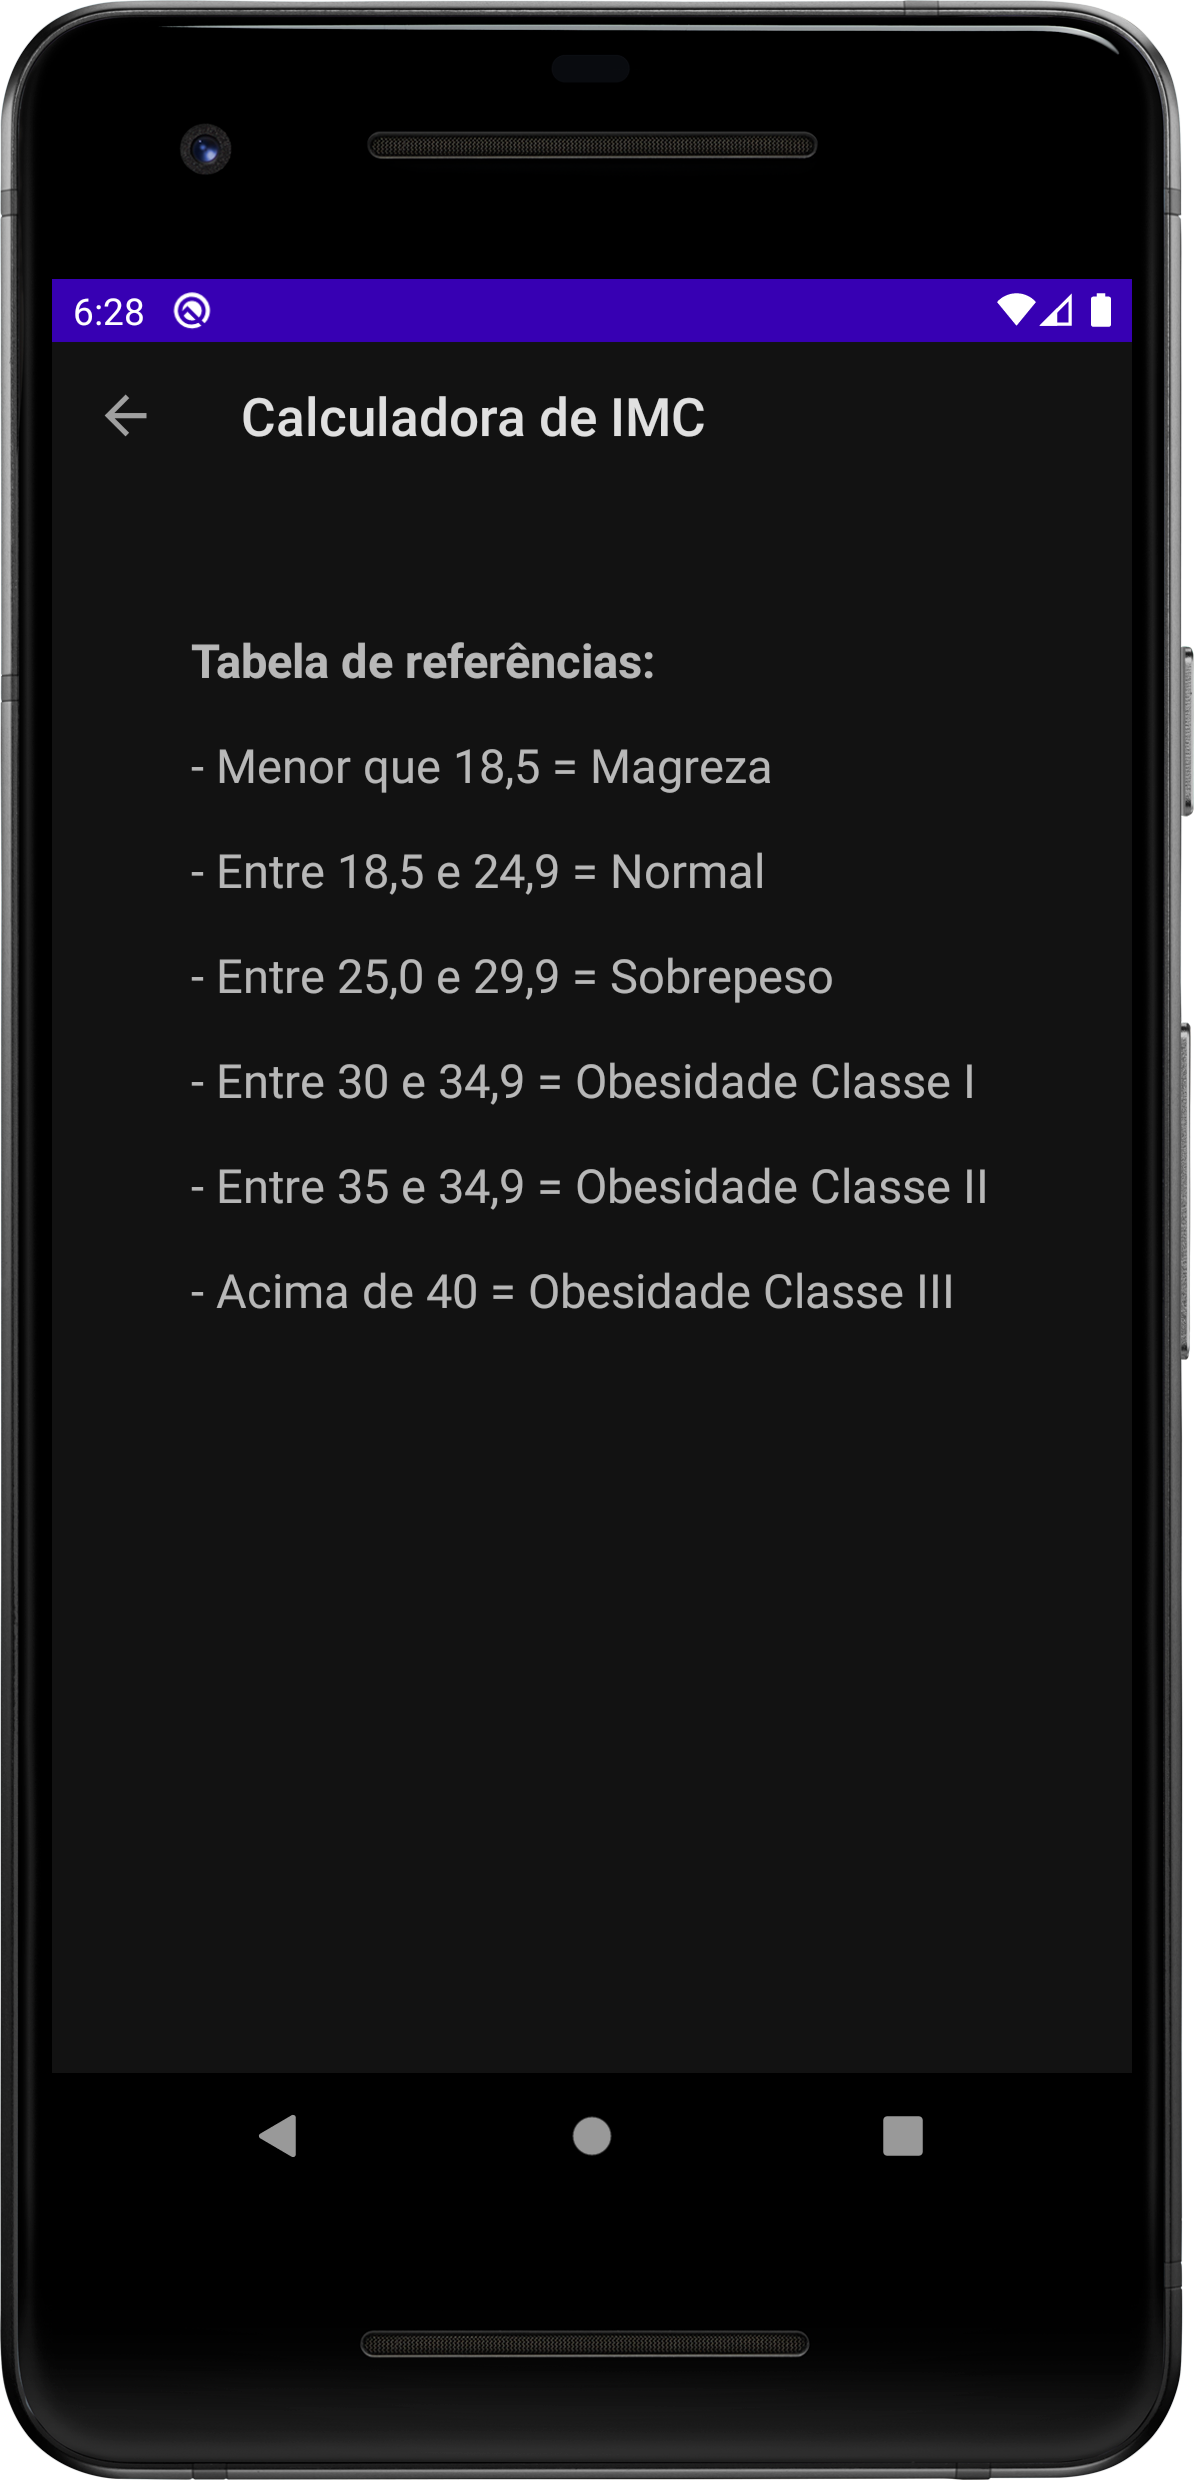 6:28
Calculadora de IMC
Tabela de referências:
- Menor que 18,5 = Magreza
- Entre 18,5 e 24,9 = Normal
- Entre 25,0 e 29,9 = Sobrepeso
- Entre 30 e 34,9 = Obesidade Classe I
- Entre 35 e 34,9 = Obesidade Classe II
- Acima de 40 = Obesidade Classe III